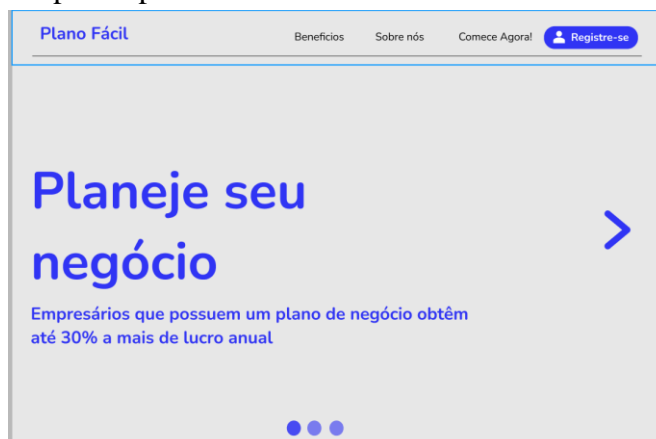 Plano Fácil
Beneficios
Sobre nós
Comece Agora!
Registre-se
Planeje seu
negócio
Empresários que possuem um plano de negócio obtêm
até 30% a mais de lucro anual